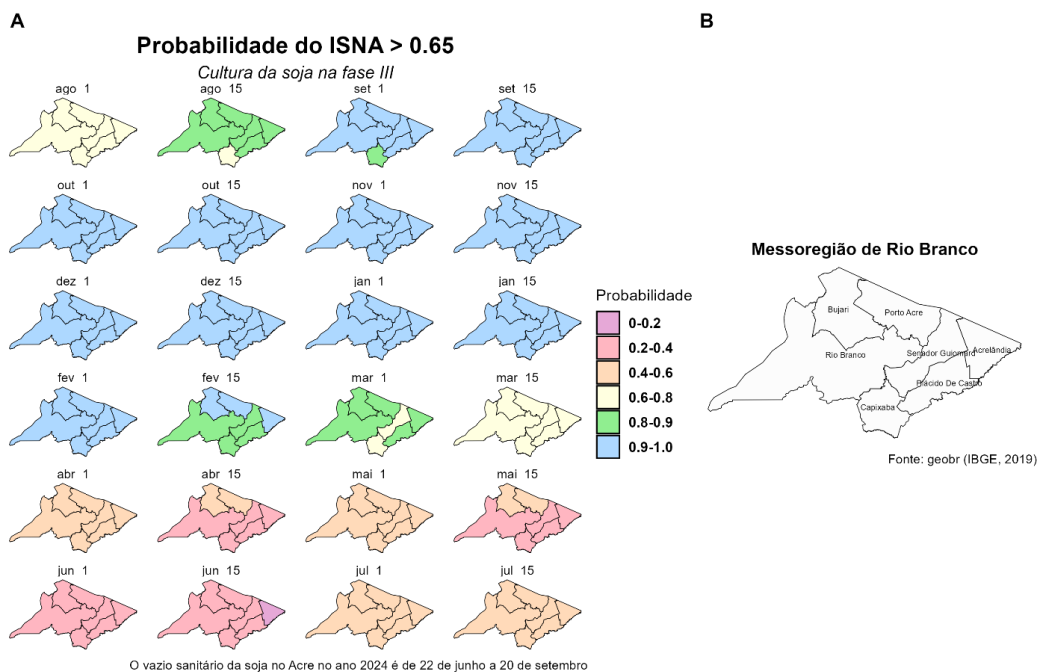 A
Probabilidade do ISNA > 0.65
Cultura da soja na fase III
ago 1
ago 15
set 1
set 15
out 1
out 15
nov 1
nov 15
dez 1
dez 15
jan 1
jan 15
fev 1
fev 15
mar 1
mar 15
abr 1
abr 15
mai 1
mai 15
jun 1
jun 15
jul 1
jul 15
O vazio sanitário da soja no Acre no ano 2024 é de 22 de junho a 20 de setembro
Probabilidade
0-0.2
0.2-0.4
0.4-0.6
0.6-0.8
0.8-0.9
0.9-1.0
B
Messoregião de Rio Branco
Bujari
Porto Acre
Rio Branco
Senador Guiomard
Acrelândia
Plácido De Castro
Capixaba
Fonte: geobr (IBGE, 2019)